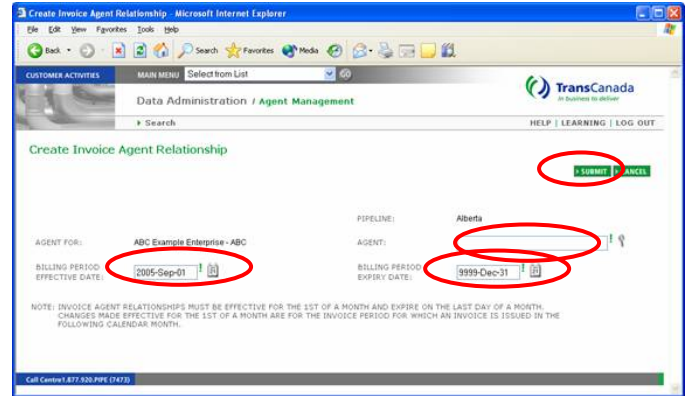 Create Invoice Agent Relationship - Microsoft Internet Explorer
File Edit View Favorites Tools Help
Back Search Favorites Media
CUSTOMER ACTIVITIES MAIN MENU Select from List GO
TransCanada
In business to deliver
Data Administration / Agent Management
Search HELP | LEARNING | LOG OUT
Create Invoice Agent Relationship
SUBMIT CANCEL
PIPELINE: Alberta
AGENT FOR: ABC Example Enterprise - ABC AGENT: !
BILLING PERIOD EFFECTIVE DATE: 2005-Sep-01 ! BILLING PERIOD EXPIRY DATE: 9999-Dec-31 !
NOTE: INVOICE AGENT RELATIONSHIPS MUST BE EFFECTIVE FOR THE 1ST OF A MONTH AND EXPIRE ON THE LAST DAY OF A MONTH.
CHANGES MADE EFFECTIVE FOR THE 1ST OF A MONTH ARE FOR THE INVOICE PERIOD FOR WHICH AN INVOICE IS ISSUED IN THE
FOLLOWING CALENDAR MONTH.
Call Centre 1.877.920.PIPE (7473)